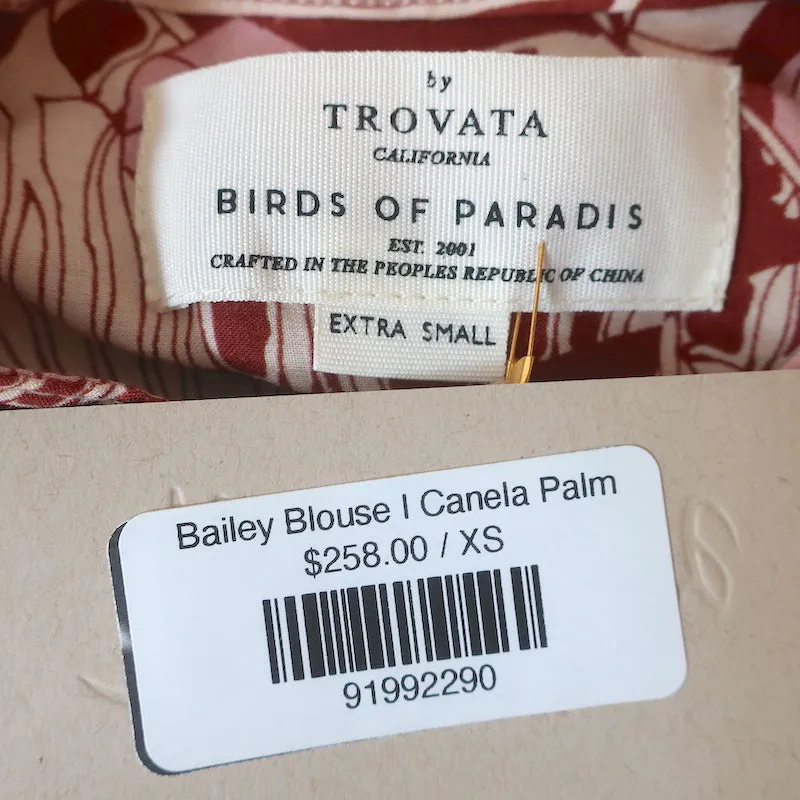 by
TROVATA
CALIFORNIA
BIRDS OF PARADIS
EST. 2001
CRAFTED IN THE PEOPLES REPUBLIC OF CHINA
EXTRA SMALL
Bailey Blouse | Canela Palm
$258.00 / XS
91992290